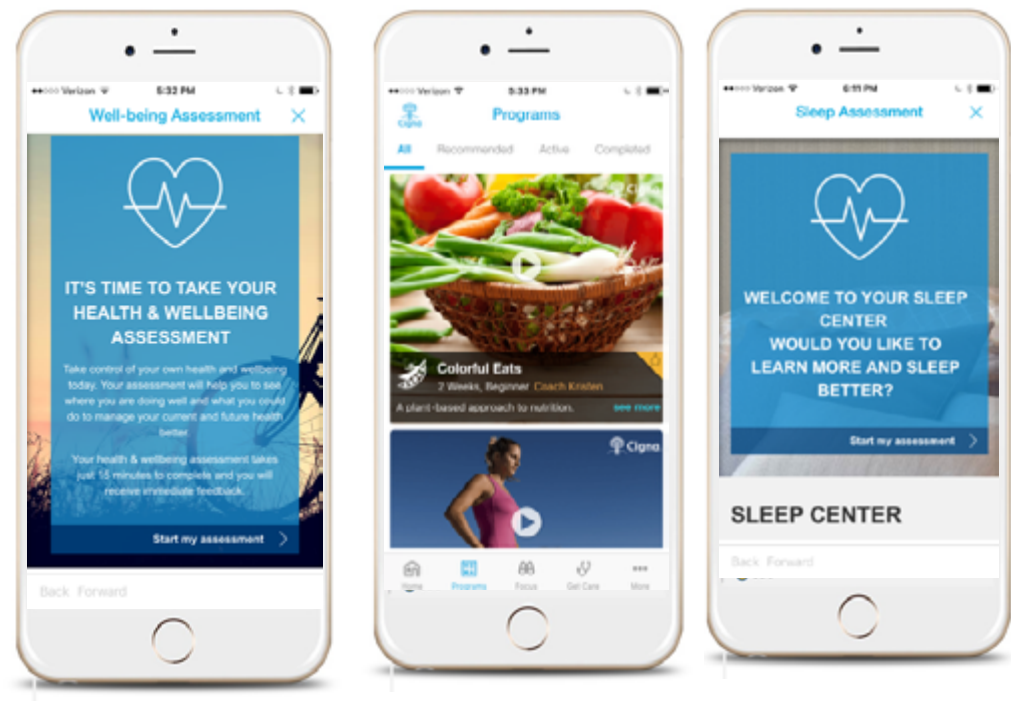 Verizon
5:32 PM
Well-being Assessment
IT'S TIME TO TAKE YOUR
HEALTH & WELLBEING
ASSESSMENT
Take control of your own health and wellbeing
today. Your assessment will help you to see
where you are doing well and what you could
do to manage your current and future health
better.
Your health & wellbeing assessment takes
just 15 minutes to complete and you will
receive immediate feedback.
Start my assessment
Back Forward
Verizon
5:33 PM
Cigna
Programs
All Recommended Active Completed
Colorful Eats
2 Weeks, Beginner Coach Kristen
A plant-based approach to nutrition. see more
Cigna
Home Programs Focus Get Care More
Verizon
6:11 PM
Sleep Assessment
WELCOME TO YOUR SLEEP
CENTER
WOULD YOU LIKE TO
LEARN MORE AND SLEEP
BETTER?
Start my assessment
SLEEP CENTER
Back Forward